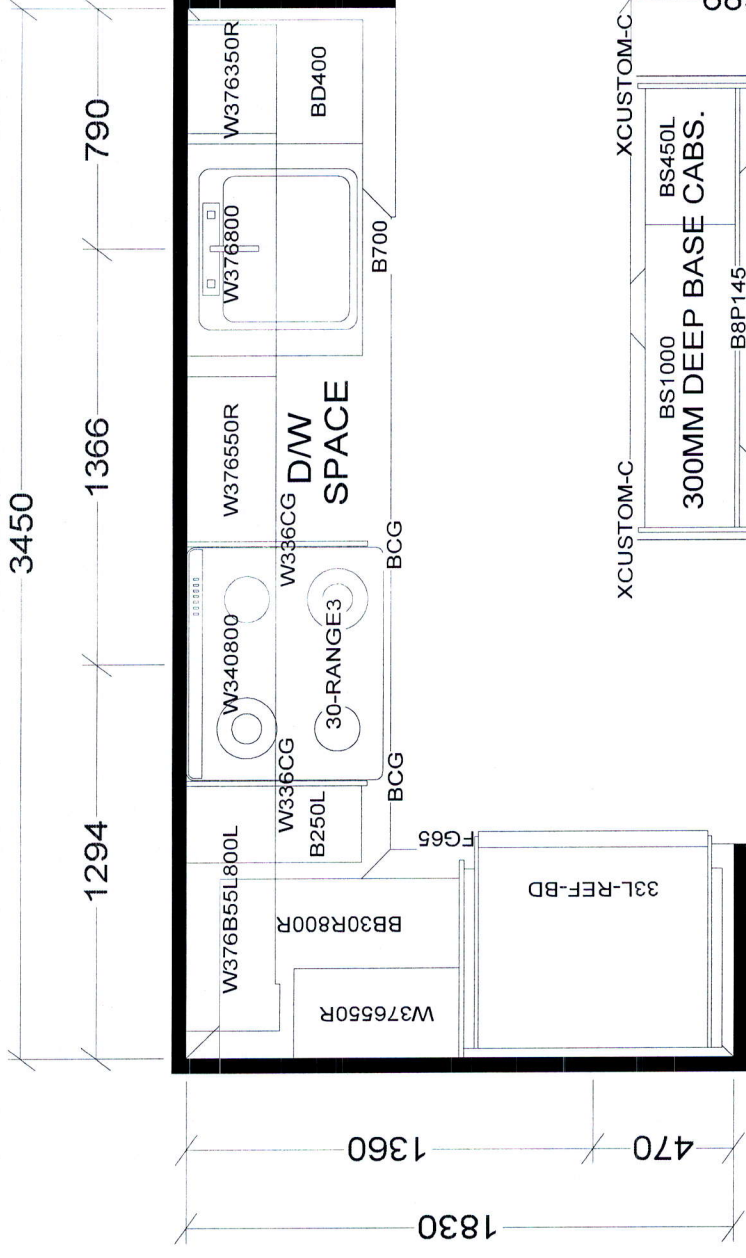 3450
1294
1366
790
W376B55L800L
W340800
W376550R
W376800
W376350R
W336CG
W336CG
B250L
30-RANGE3
D/W
SPACE
BD400
BCG
BCG
B700
BB30R800R
W376550R
FG65
33L-REF-BD
1360
470
1830
XCUSTOM-C
XCUSTOM-C
BS1000
BS450L
300MM DEEP BASE CABS.
B8P145